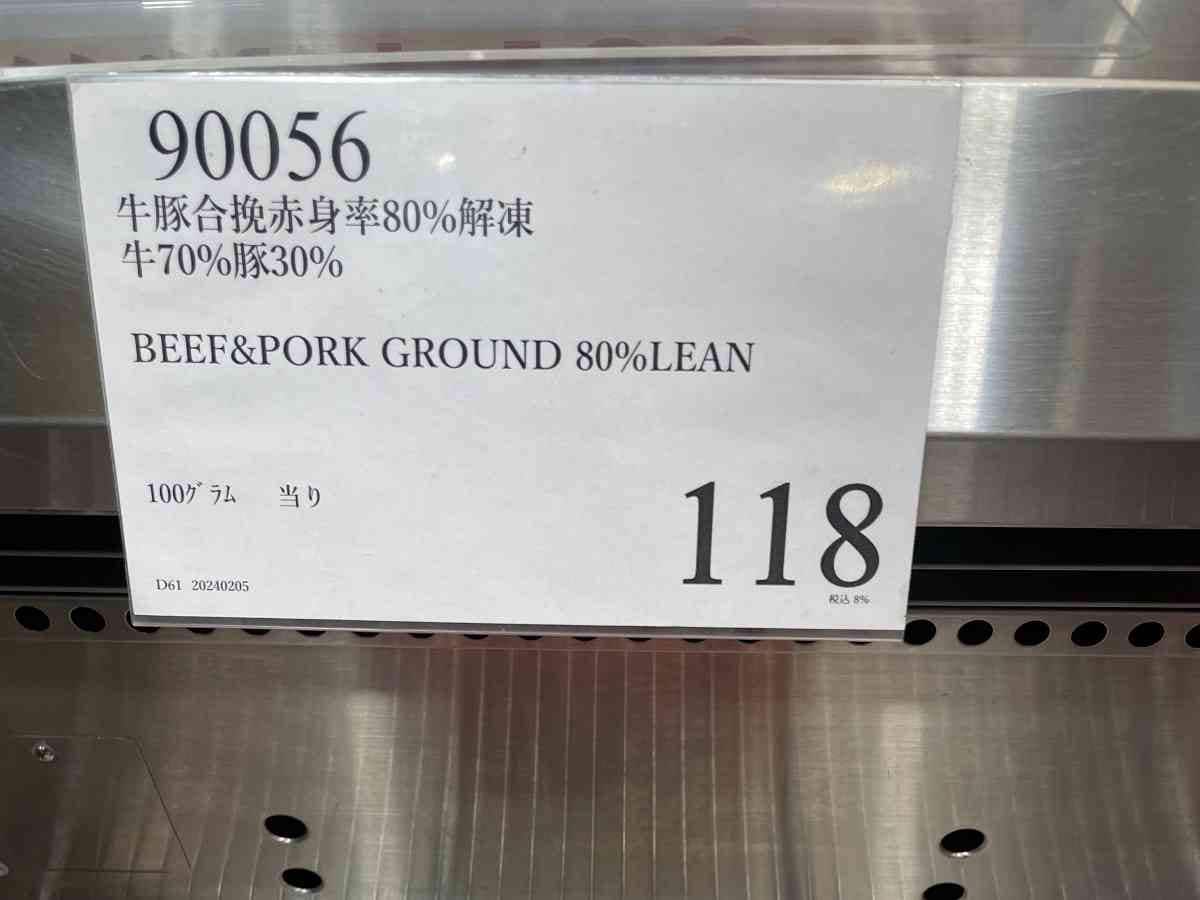 90056
牛豚合挽赤身率80%解凍
牛70%豚30%
BEEF&PORK GROUND 80%LEAN
100ｸﾞﾗﾑ 当り
118
税込 8%
D61 20240205